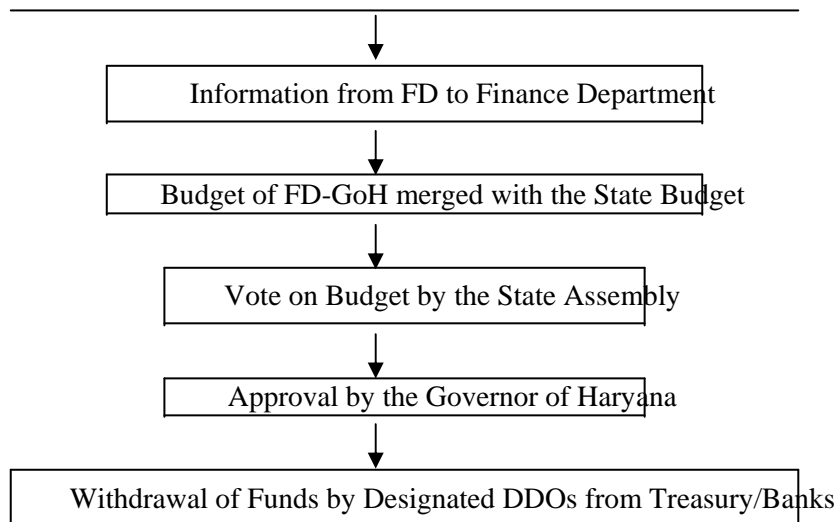 Information from FD to Finance Department
Budget of FD-GoH merged with the State Budget
Vote on Budget by the State Assembly
Approval by the Governor of Haryana
Withdrawal of Funds by Designated DDOs from Treasury/Banks